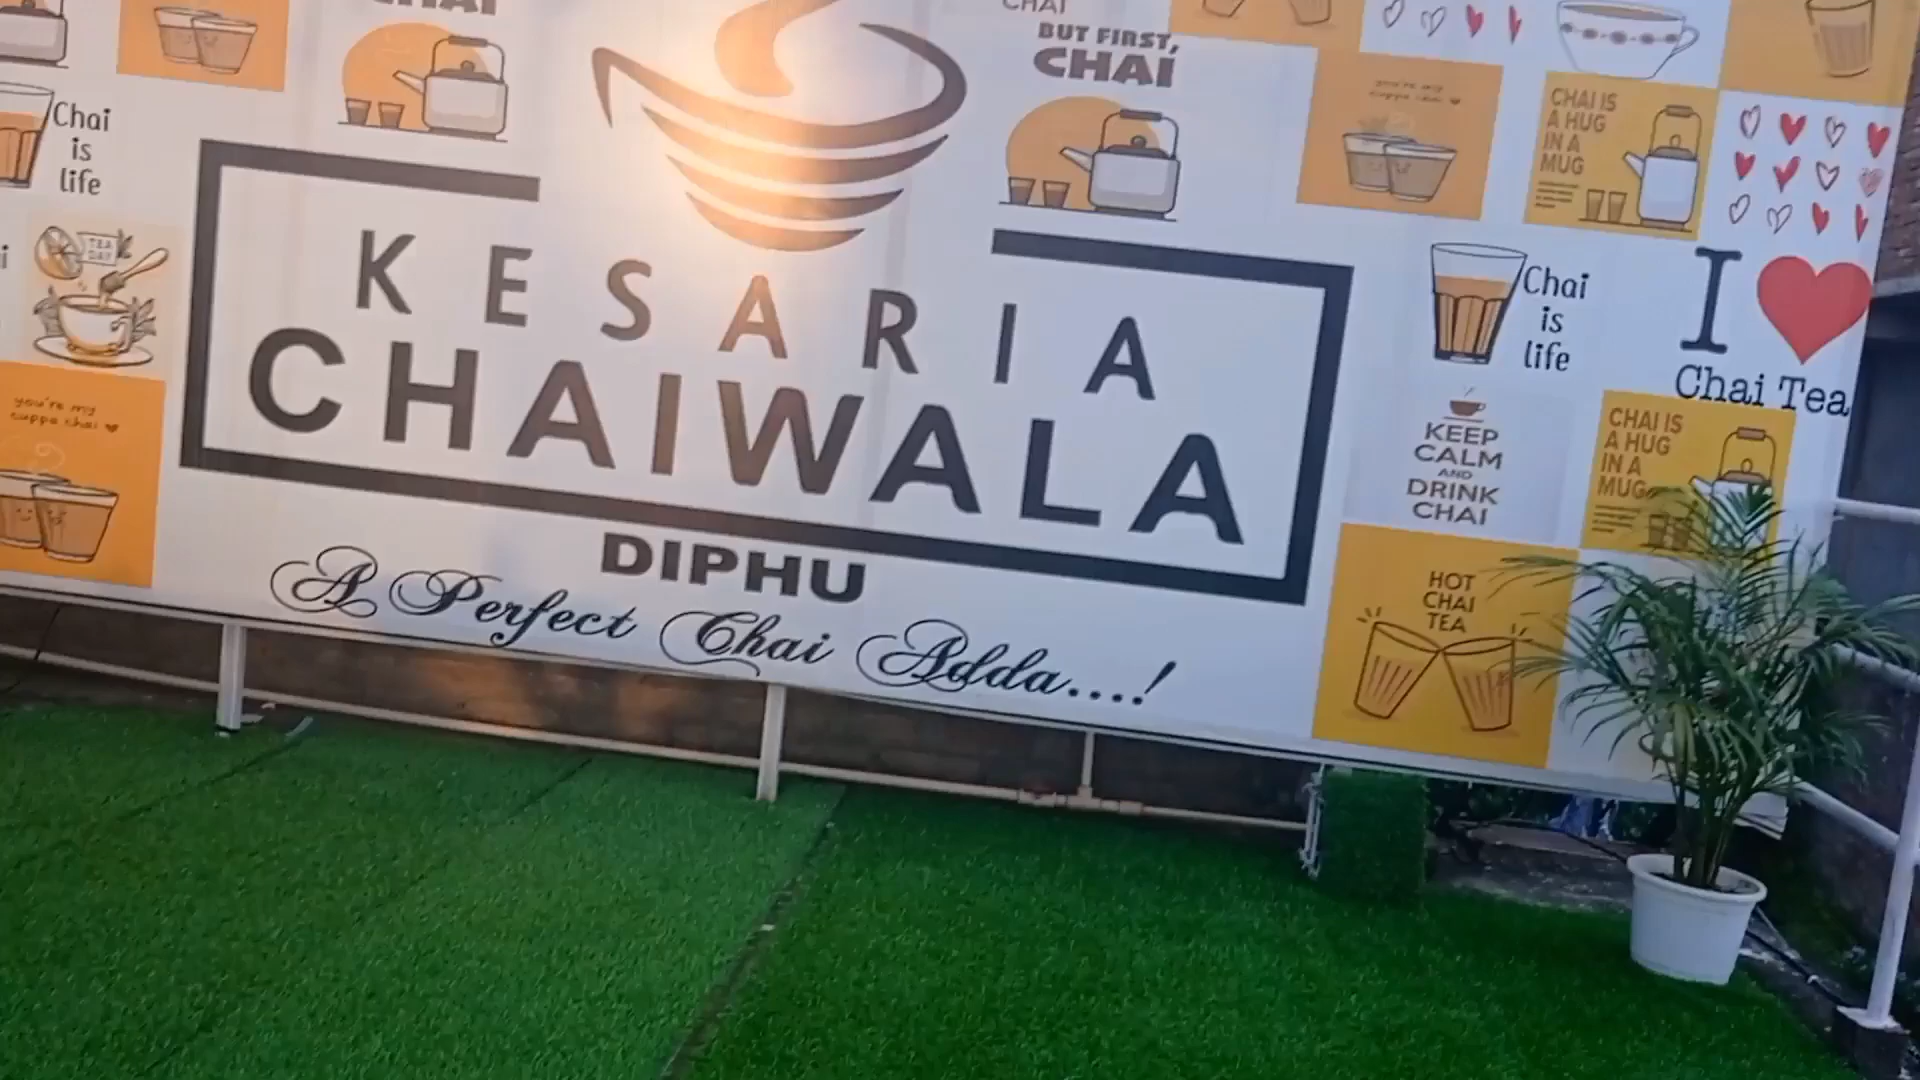 CHAI
CHAI
BUT FIRST,
CHAI
you're my
cuppa chai
CHAI IS
A HUG
IN A
MUG
Chai
is
life
TEA
DAY
KESARIA
CHAIWALA
DIPHU
A Perfect Chai Adda....!
Chai
is
life
I
Chai Tea
you're my
cuppa chai
KEEP
CALM
AND
DRINK
CHAI
CHAI IS
A HUG
IN A
MUG
HOT
CHAI
TEA